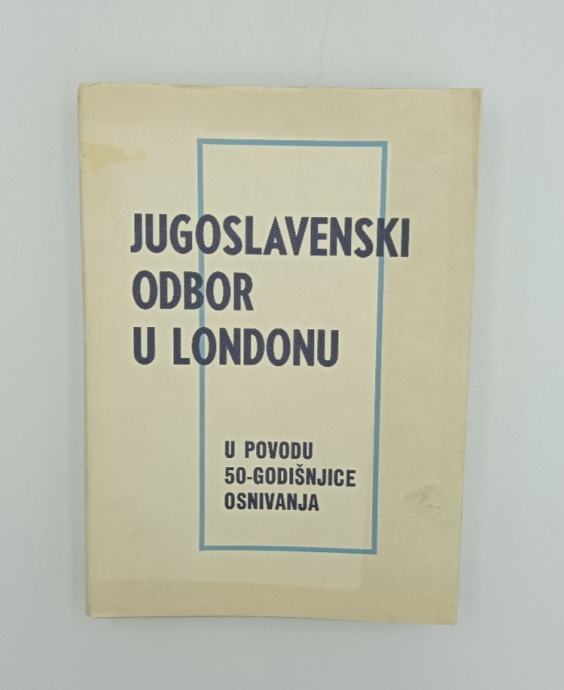 JUGOSLAVENSKI
ODBOR
U LONDONU
U POVODU
50-GODIŠNJICE
OSNIVANJA